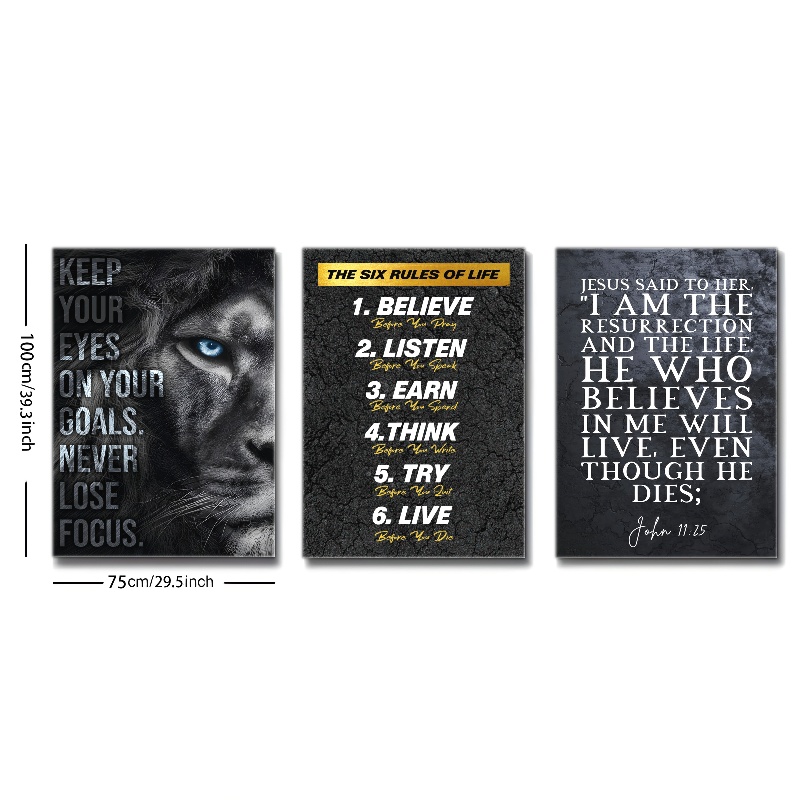 100cm/39.3inch
KEEP
YOUR
EYES
ON YOUR
GOALS.
NEVER
LOSE
FOCUS.
75cm/29.5inch
THE SIX RULES OF LIFE
1. BELIEVE
Before You Pray
2. LISTEN
Before You Speak
3. EARN
Before You Spend
4.THINK
Before You Write
5. TRY
Before You Quit
6. LIVE
Before You Die
JESUS SAID TO HER,
"I AM THE
RESURRECTION
AND THE LIFE.
HE WHO
BELIEVES
IN ME WILL
LIVE, EVEN
THOUGH HE
DIES;
John 11:25